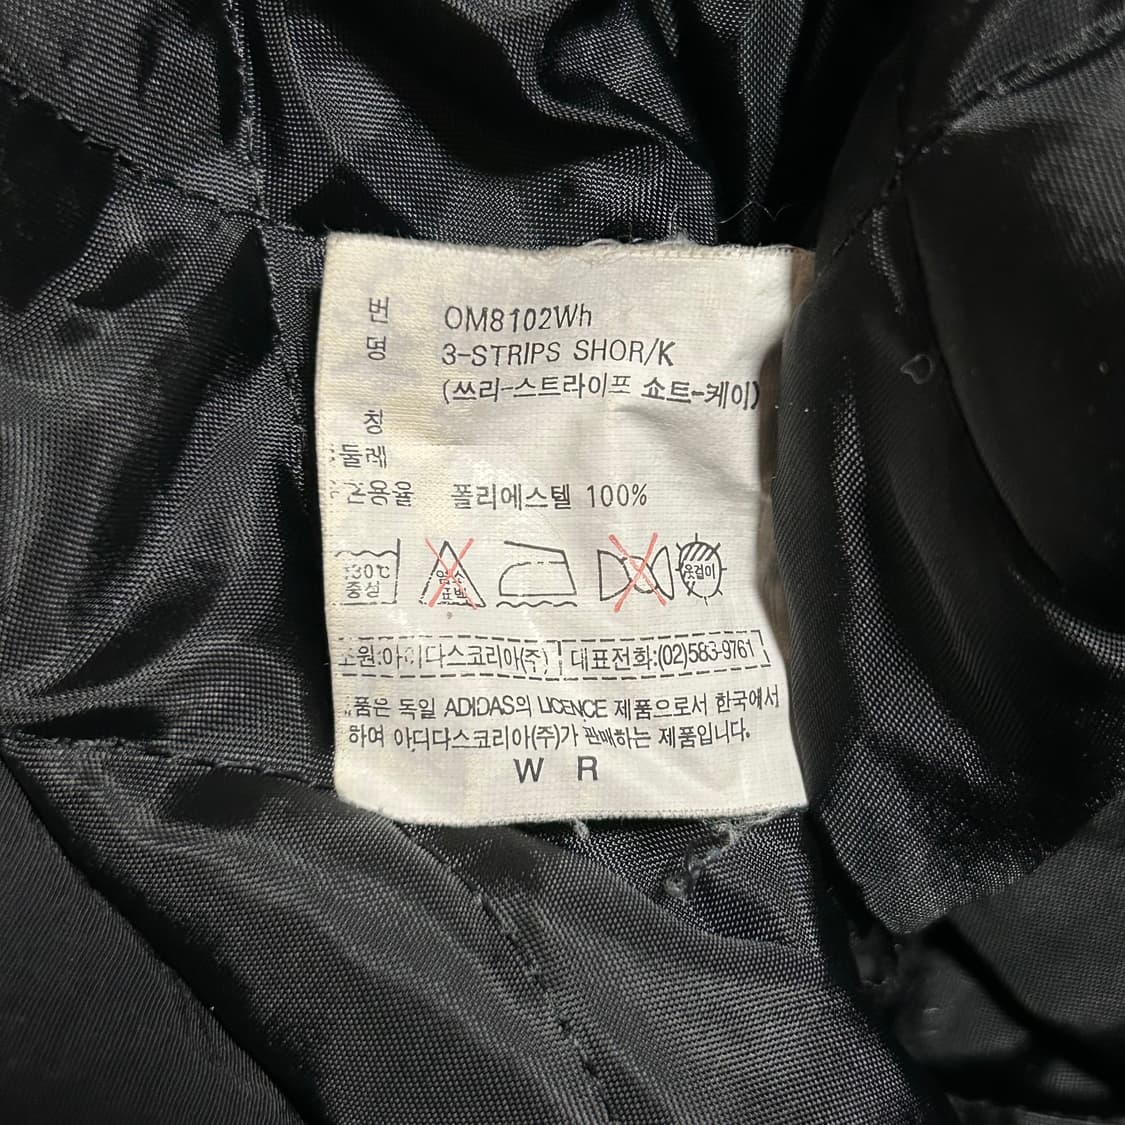 번 OM8102Wh
명 3-STRIPS SHOR/K
(쓰리-스트라이프 쇼트-케이)
칭
둘레
용율 폴리에스텔 100%
30℃ 중성 염소 표백 옷걸이
원:아디다스코리아(주) 대표전화:(02)583-9761
품은 독일 ADIDAS의 LICENCE 제품으로서 한국에서
하여 아디다스코리아(주)가 판매하는 제품입니다.
W R